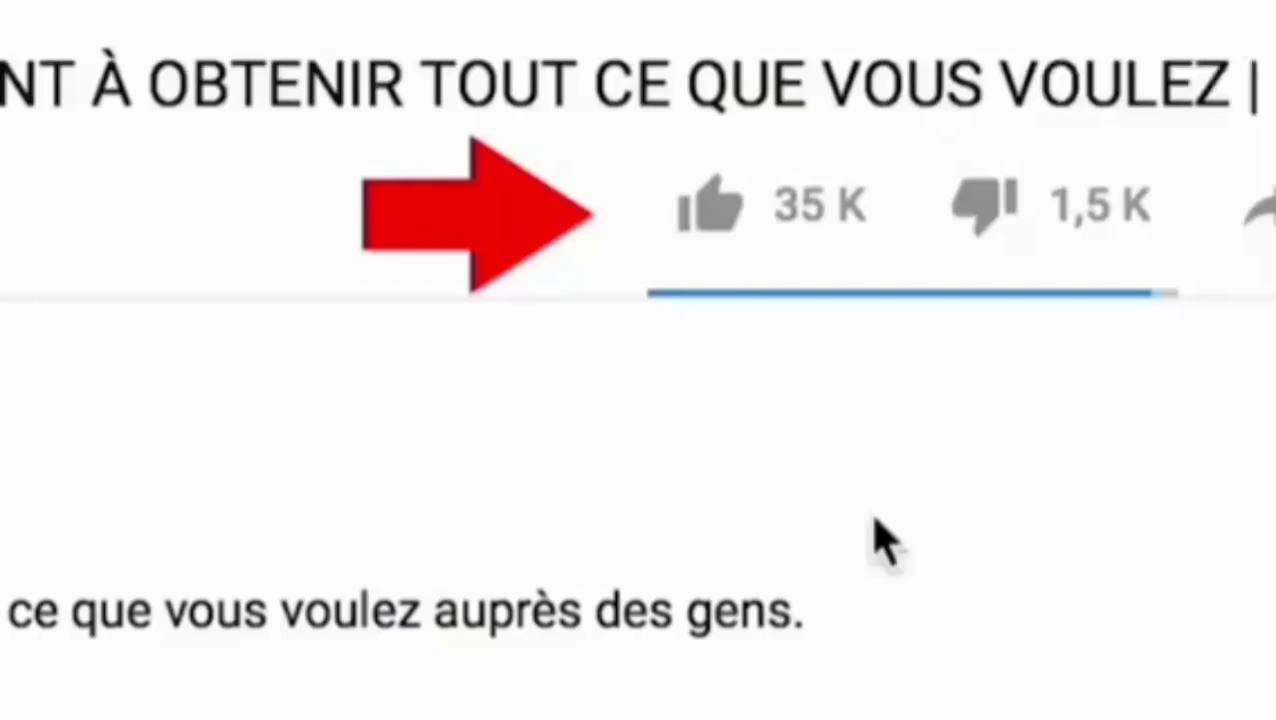 NT À OBTENIR TOUT CE QUE VOUS VOULEZ |
35 K 1,5 K
ce que vous voulez auprès des gens.